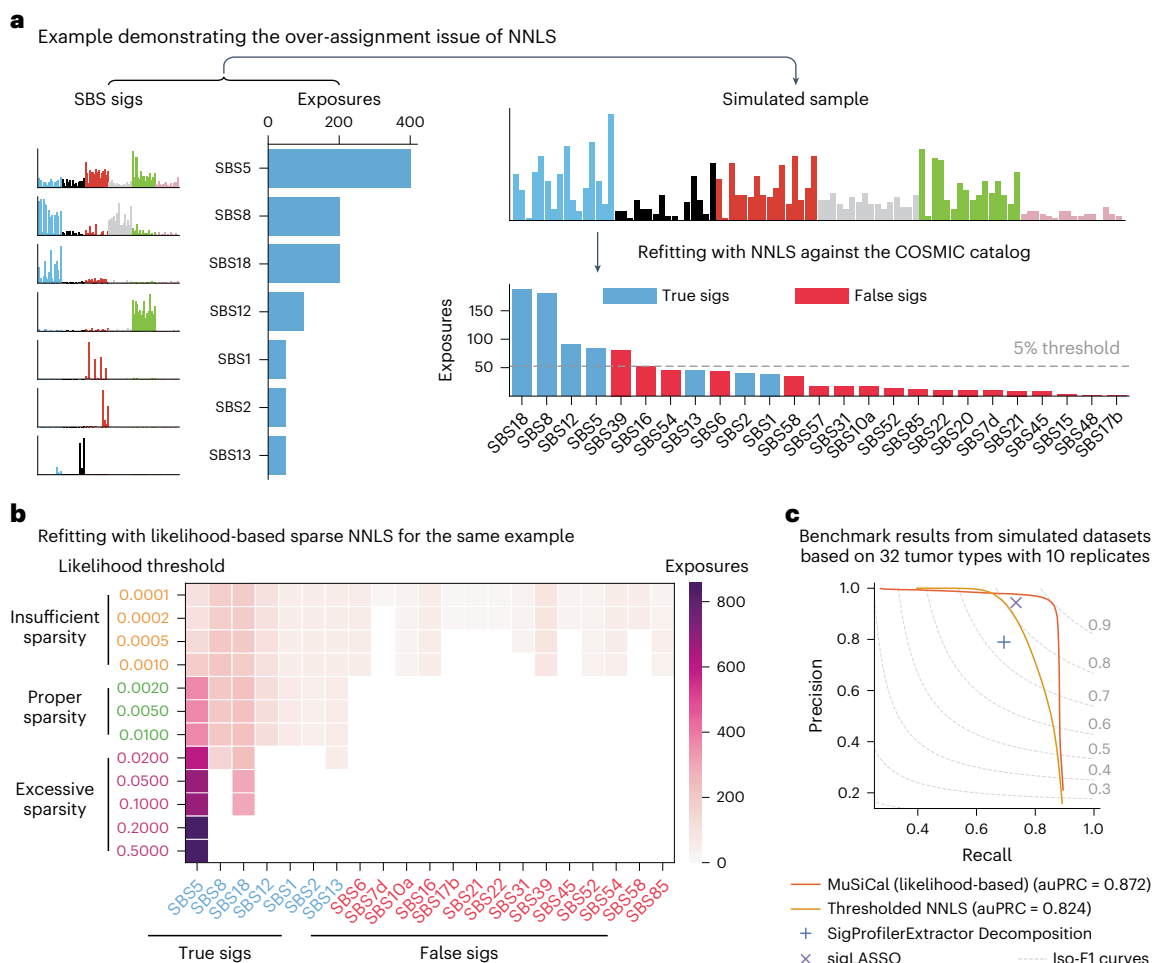 a
Example demonstrating the over-assignment issue of NNLS
SBS sigs
Exposures
0 200 400
SBS5
SBS8
SBS18
SBS12
SBS1
SBS2
SBS13
Simulated sample
Refitting with NNLS against the COSMIC catalog
True sigs
False sigs
Exposures
150
100
50
5% threshold
SBS18 SBS8 SBS12 SBS5 SBS39 SBS16 SBS54 SBS13 SBS6 SBS2 SBS1 SBS58 SBS57 SBS31 SBS10a SBS52 SBS85 SBS22 SBS20 SBS7d SBS21 SBS45 SBS15 SBS48 SBS17b
b
Refitting with likelihood-based sparse NNLS for the same example
Likelihood threshold
Exposures
Insufficient
sparsity
0.0001
0.0002
0.0005
0.0010
Proper
sparsity
0.0020
0.0050
0.0100
Excessive
sparsity
0.0200
0.0500
0.1000
0.2000
0.5000
800
600
400
200
0
SBS5 SBS8 SBS18 SBS12 SBS1 SBS2 SBS13 SBS6 SBS7d SBS10a SBS16 SBS17b SBS21 SBS22 SBS31 SBS39 SBS45 SBS52 SBS54 SBS58 SBS85
True sigs
False sigs
c
Benchmark results from simulated datasets
based on 32 tumor types with 10 replicates
Precision
1.0
0.8
0.6
0.4
0.2
0.9
0.8
0.7
0.6
0.5
0.4
0.3
0.4 0.6 0.8 1.0
Recall
MuSiCal (likelihood-based) (auPRC = 0.872)
Thresholded NNLS (auPRC = 0.824)
SigProfilerExtractor Decomposition
sigLASSO
Iso-F1 curves